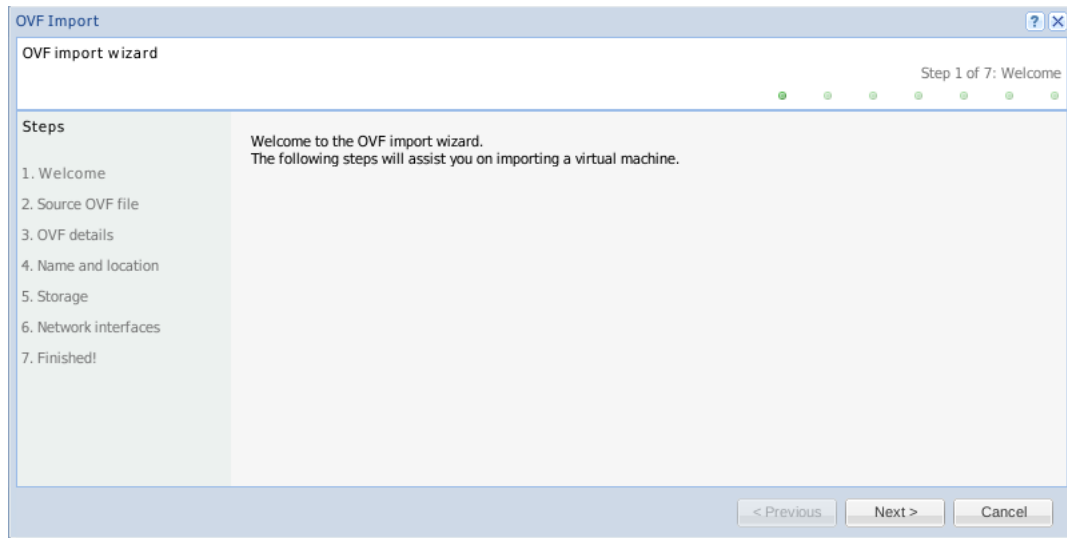 OVF Import
?
OVF import wizard
Step 1 of 7: Welcome
Steps
1. Welcome
2. Source OVF file
3. OVF details
4. Name and location
5. Storage
6. Network interfaces
7. Finished!
Welcome to the OVF import wizard.
The following steps will assist you on importing a virtual machine.
< Previous
Next >
Cancel